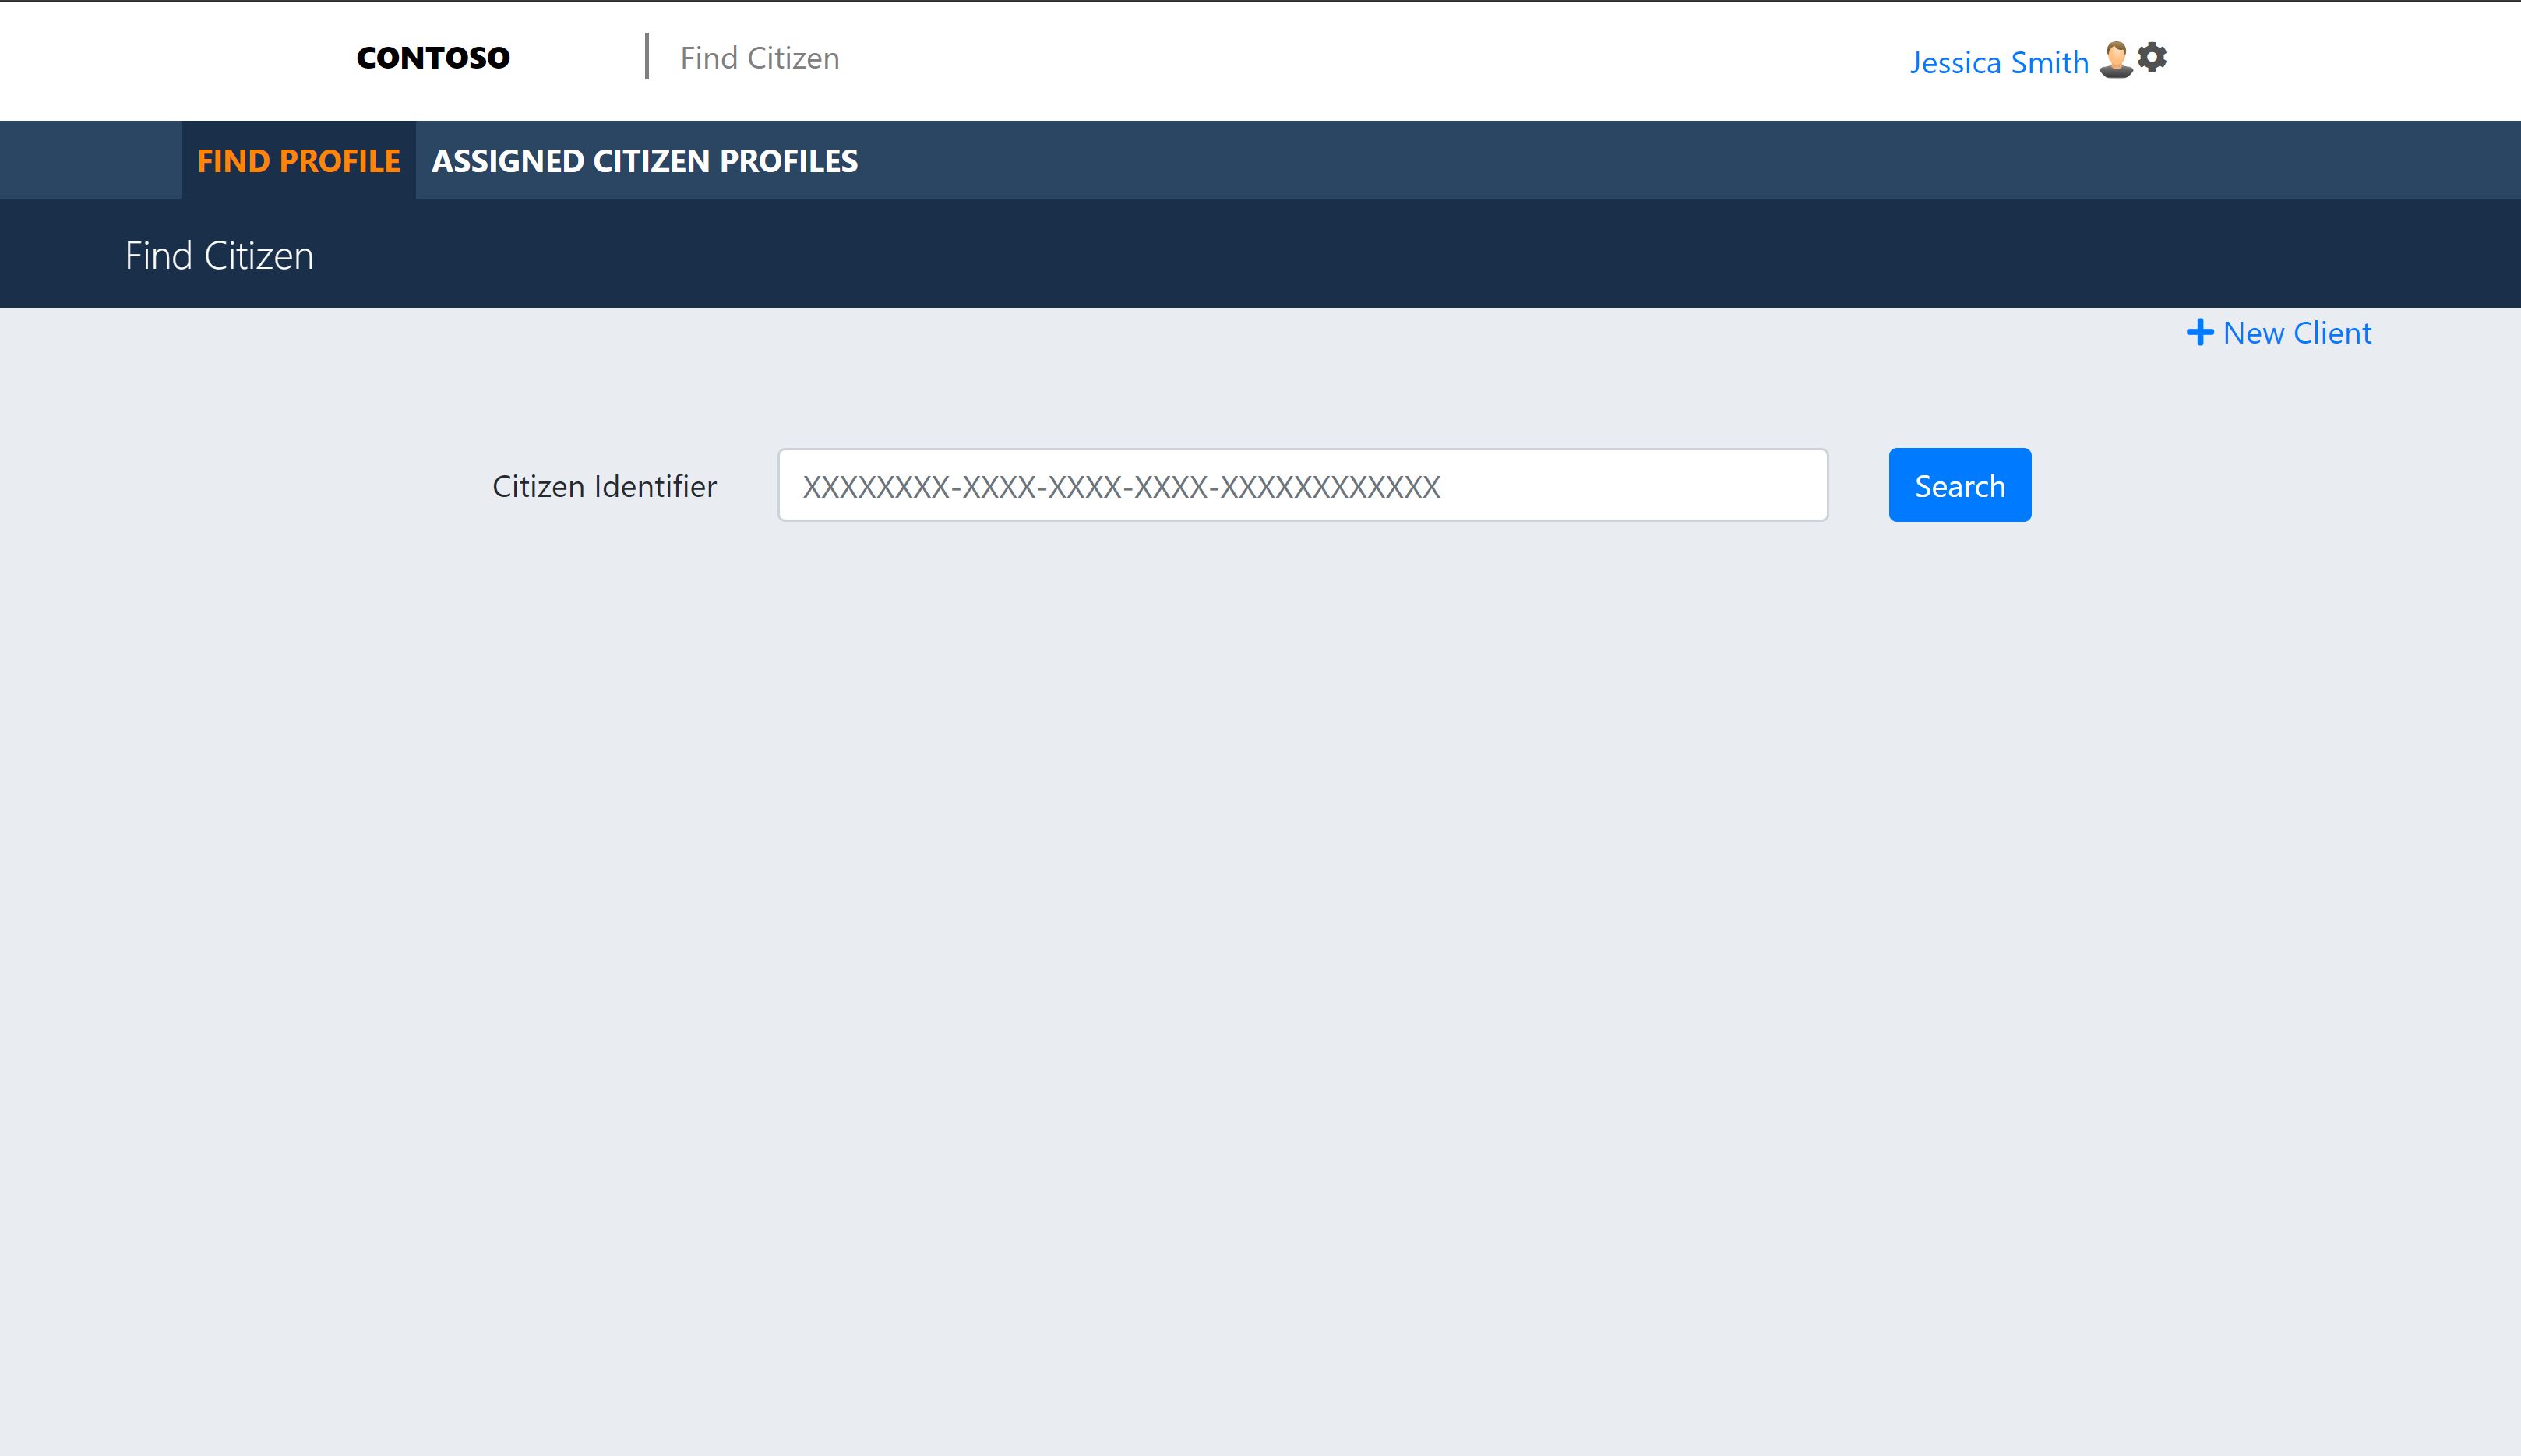 CONTOSO
Find Citizen
Jessica Smith
FIND PROFILE
ASSIGNED CITIZEN PROFILES
Find Citizen
New Client
Citizen Identifier
XXXXXXXX-XXXX-XXXX-XXXX-XXXXXXXXXXXX
Search